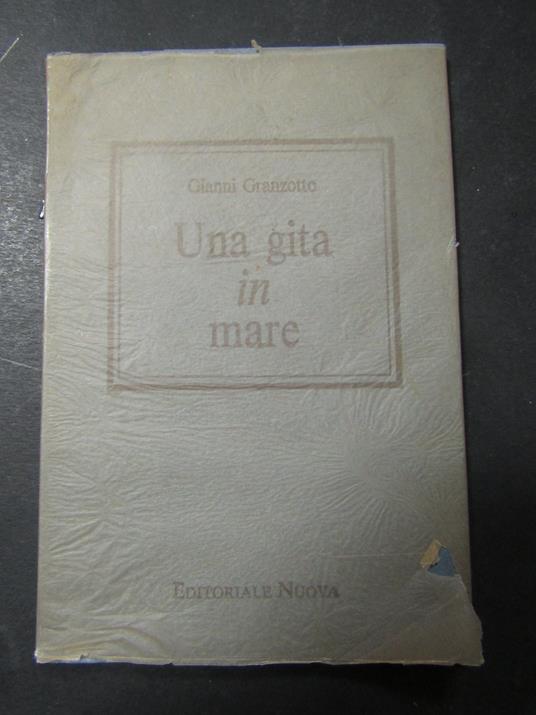 Gianni Granzotto
Una gita
in
mare
EDITORIALE NUOVA